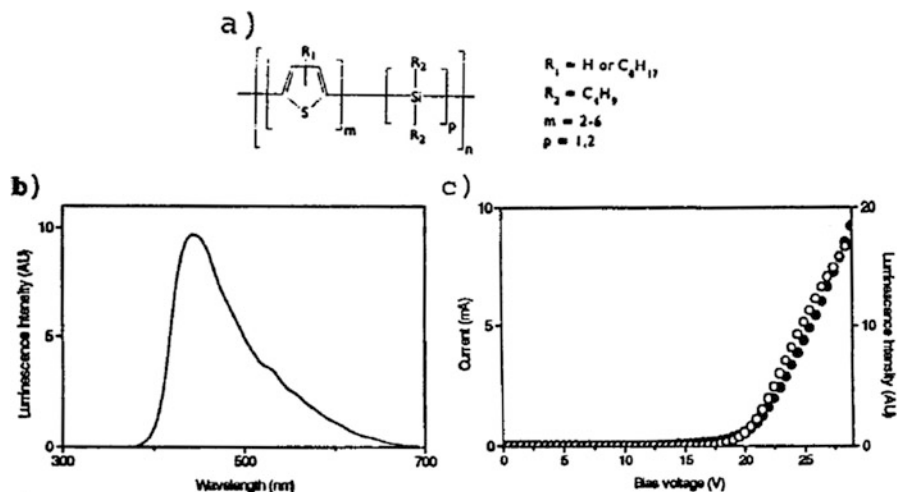 a)
R₁
S
m
R₂
Si
R₂
p
n
R₁ = H or C₈H₁₇
R₂ = C₄H₉
m = 2-6
p = 1,2
b)
Luminescence Intensity (AU)
10
5
0
300
500
700
Wavelength (nm)
c)
Current (mA)
10
5
0
0
5
10
15
20
25
Bias voltage (V)
20
10
0
Luminescence Intensity (AU)